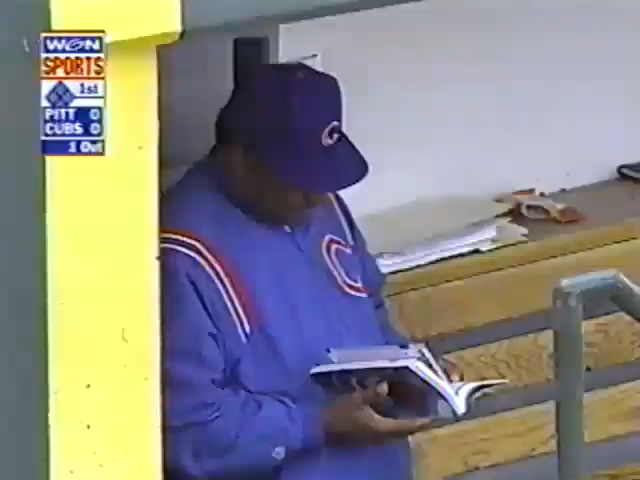 WGN
SPORTS
1st
PITT 0
CUBS 0
1 Out
C
C